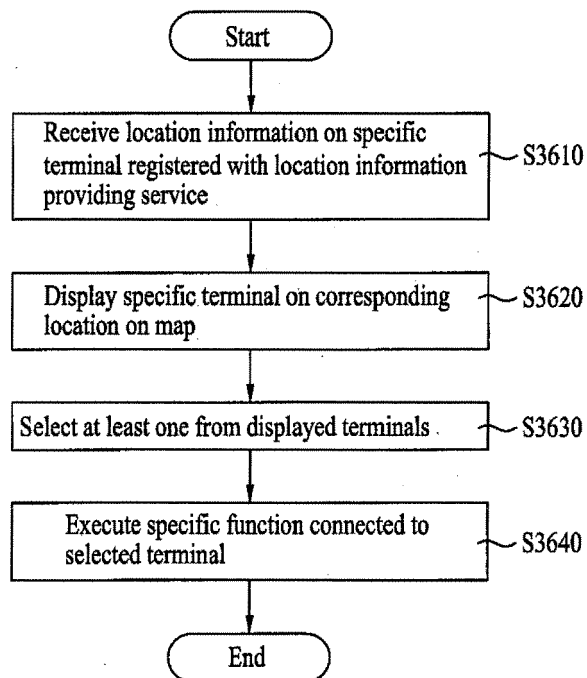 Start
Receive location information on specific
terminal registered with location information
providing service
S3610
Display specific terminal on corresponding
location on map
S3620
Select at least one from displayed terminals
S3630
Execute specific function connected to
selected terminal
S3640
End